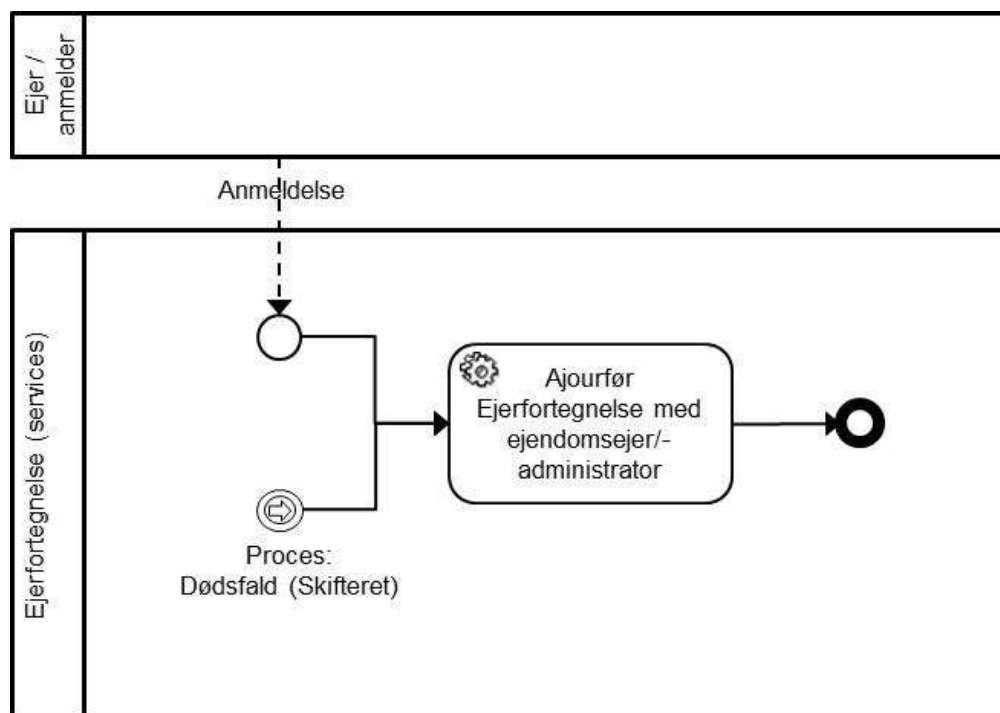 Ejer /
anmelder
Anmeldelse
Ejerfortegnelse (services)
Ajourfør
Ejerfortegnelse med
ejendomsejer/-
administrator
Proces:
Dødsfald (Skifteret)